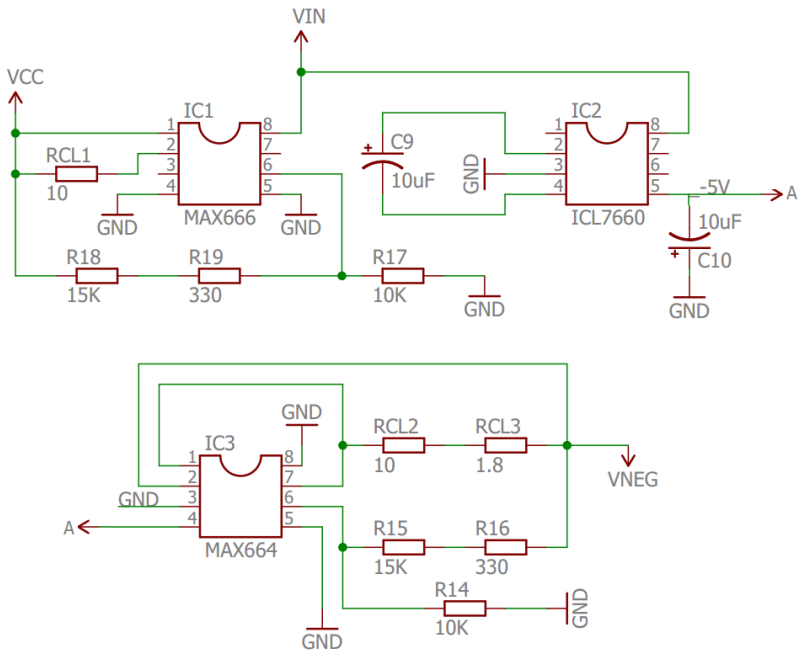 VIN
VCC
IC1
1
2
3
4
8
7
6
5
MAX666
GND
GND
RCL1
10
R18
15K
R19
330
R17
10K
GND
C9
10uF
+
GND
IC2
1
2
3
4
8
7
6
5
ICL7660
-5V
A
10uF
C10
+
GND
IC3
1
2
3
4
8
7
6
5
MAX664
GND
GND
A
GND
RCL2
10
RCL3
1.8
VNEG
R15
15K
R16
330
R14
10K
GND